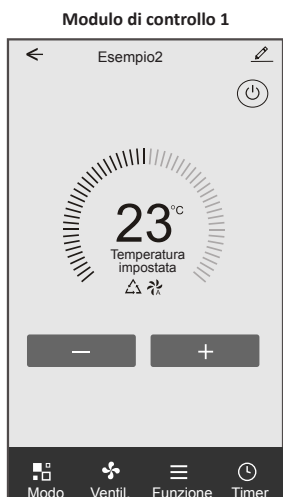 Modulo di controllo 1
Esempio2
23°C
Temperatura
impostata
A
Modo Ventil. Funzione Timer